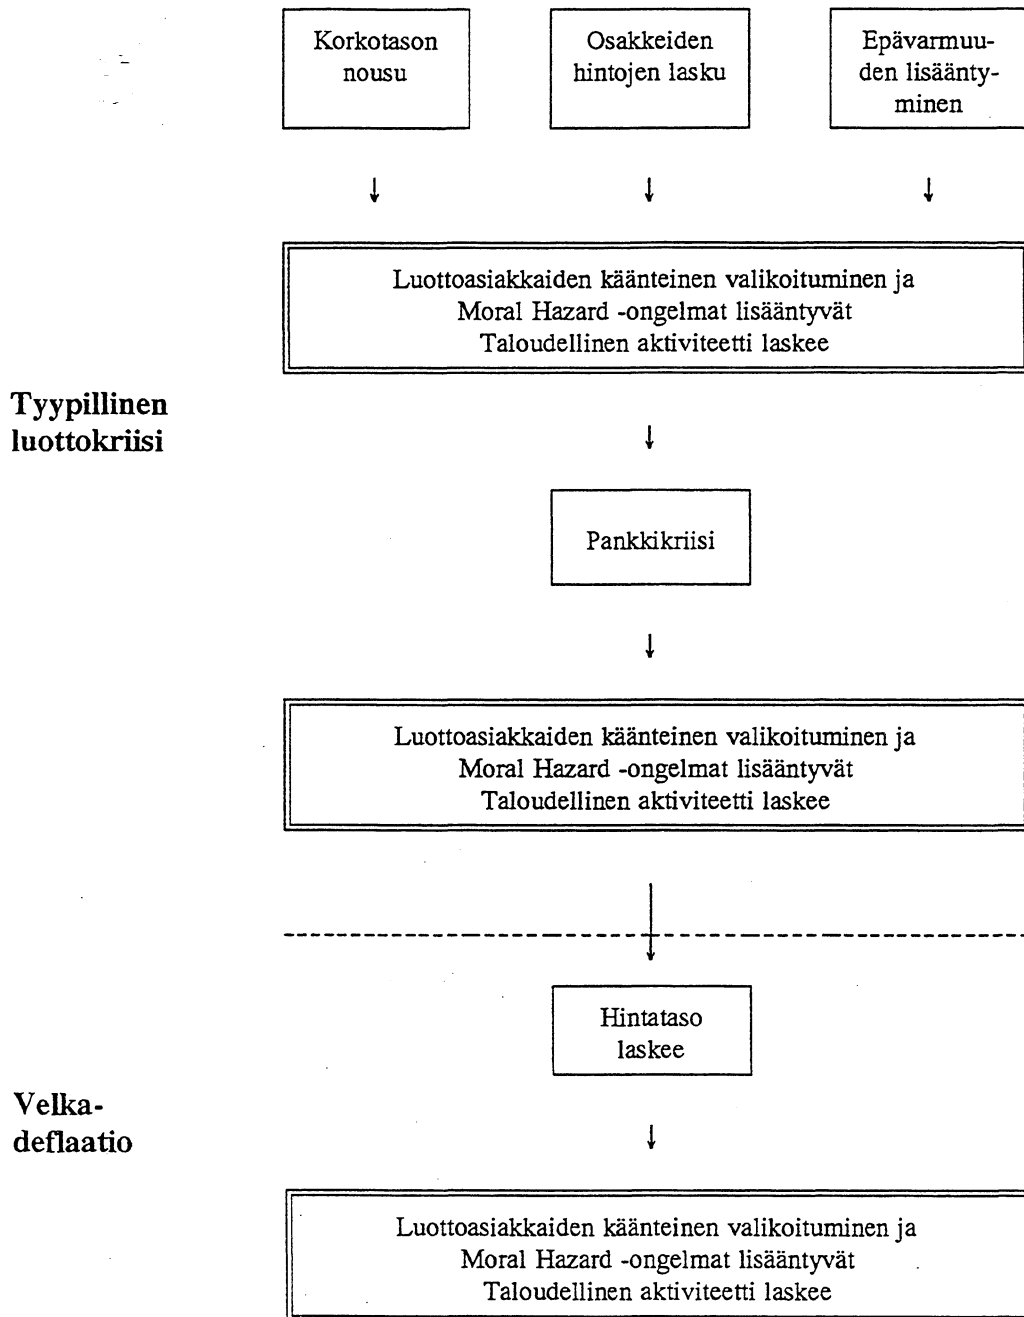 Korkotason
nousu
Osakkeiden
hintojen lasku
Epävarmuu-
den lisäänty-
minen
Luottoasiakkaiden käänteinen valikoituminen ja
Moral Hazard -ongelmat lisääntyvät
Taloudellinen aktiviteetti laskee
Tyypillinen
luottokriisi
Pankkikriisi
Luottoasiakkaiden käänteinen valikoituminen ja
Moral Hazard -ongelmat lisääntyvät
Taloudellinen aktiviteetti laskee
Hintataso
laskee
Velka-
deflaatio
Luottoasiakkaiden käänteinen valikoituminen ja
Moral Hazard -ongelmat lisääntyvät
Taloudellinen aktiviteetti laskee